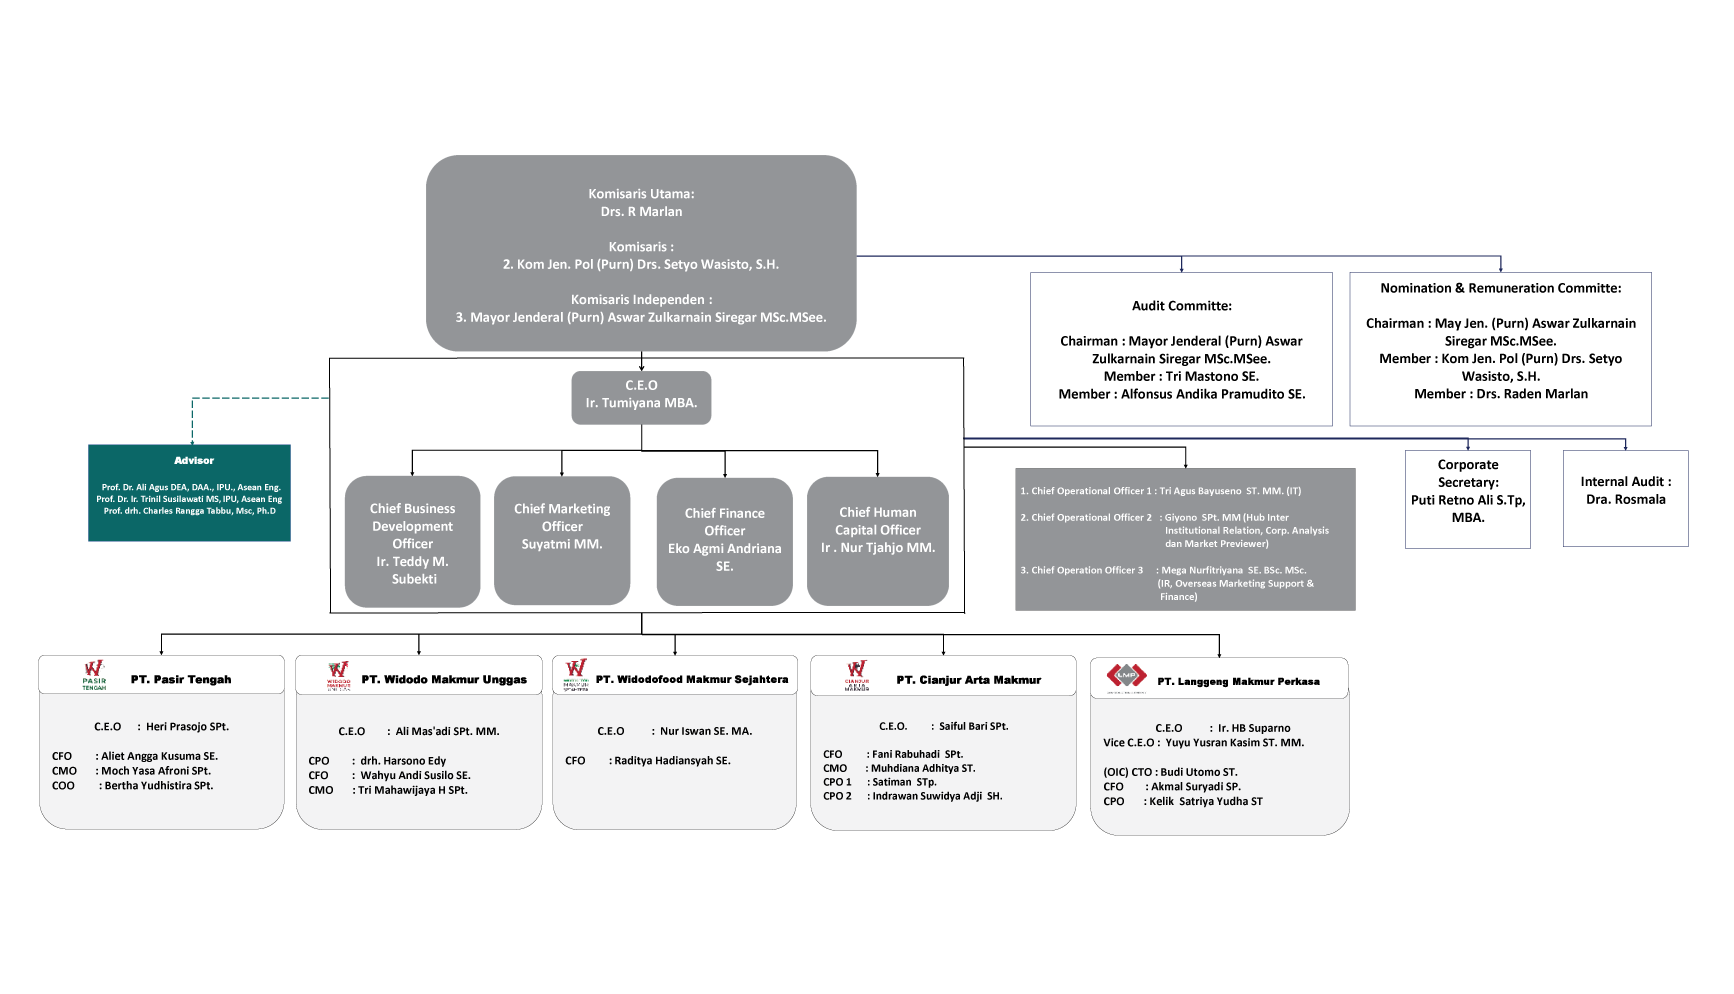 Komisaris Utama:
Drs. R Marlan
Komisaris :
2. Kom Jen. Pol (Purn) Drs. Setyo Wasisto, S.H.
Komisaris Independen :
3. Mayor Jenderal (Purn) Aswar Zulkarnain Siregar MSc.MSee.
Audit Committe:
Chairman : Mayor Jenderal (Purn) Aswar
Zulkarnain Siregar MSc.MSee.
Member : Tri Mastono SE.
Member : Alfonsus Andika Pramudito SE.
Nomination & Remuneration Committe:
Chairman : May Jen. (Purn) Aswar Zulkarnain
Siregar MSc.MSee.
Member : Kom Jen. Pol (Purn) Drs. Setyo
Wasisto, S.H.
Member : Drs. Raden Marlan
C.E.O
Ir. Tumiyana MBA.
Advisor
Prof. Dr. Ali Agus DEA, DAA., IPU., Asean Eng.
Prof. Dr. Ir. Trinil Susilawati MS, IPU, Asean Eng
Prof. drh. Charles Rangga Tabbu, Msc, Ph.D
Chief Business
Development
Officer
Ir. Teddy M.
Subekti
Chief Marketing
Officer
Suyatmi MM.
Chief Finance
Officer
Eko Agmi Andriana
SE.
Chief Human
Capital Officer
Ir . Nur Tjahjo MM.
1. Chief Operational Officer 1 : Tri Agus Bayuseno ST. MM. (IT)
2. Chief Operational Officer 2 : Giyono SPt. MM (Hub Inter
Institutional Relation, Corp. Analysis
dan Market Previewer)
3. Chief Operation Officer 3 : Mega Nurfitriyana SE. BSc. MSc.
(IR, Overseas Marketing Support &
Finance)
Corporate
Secretary:
Puti Retno Ali S.Tp,
MBA.
Internal Audit :
Dra. Rosmala
PASIR
TENGAH
PT. Pasir Tengah
C.E.O : Heri Prasojo SPt.
CFO : Aliet Angga Kusuma SE.
CMO : Moch Yasa Afroni SPt.
COO : Bertha Yudhistira SPt.
WIDODO
MAKMUR
UNGGAS
PT. Widodo Makmur Unggas
C.E.O : Ali Mas'adi SPt. MM.
CPO : drh. Harsono Edy
CFO : Wahyu Andi Susilo SE.
CMO : Tri Mahawijaya H SPt.
PT. Widodofood Makmur Sejahtera
C.E.O : Nur Iswan SE. MA.
CFO : Raditya Hadiansyah SE.
CIANJUR
ARTA
MAKMUR
PT. Cianjur Arta Makmur
C.E.O. : Saiful Bari SPt.
CFO : Fani Rabuhadi SPt.
CMO : Muhdiana Adhitya ST.
CPO 1 : Satiman STp.
CPO 2 : Indrawan Suwidya Adji SH.
LMP
PT. Langgeng Makmur Perkasa
C.E.O : Ir. HB Suparno
Vice C.E.O : Yuyu Yusran Kasim ST. MM.
(OIC) CTO : Budi Utomo ST.
CFO : Akmal Suryadi SP.
CPO : Kelik Satriya Yudha ST